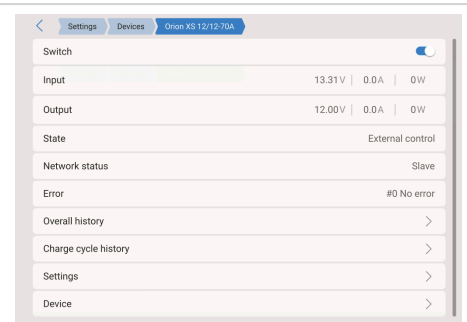 Settings Devices Orion XS 12/12-70A
Switch
Input 13.31V 0.0A 0W
Output 12.00V 0.0A 0W
State External control
Network status Slave
Error #0 No error
Overall history
Charge cycle history
Settings
Device